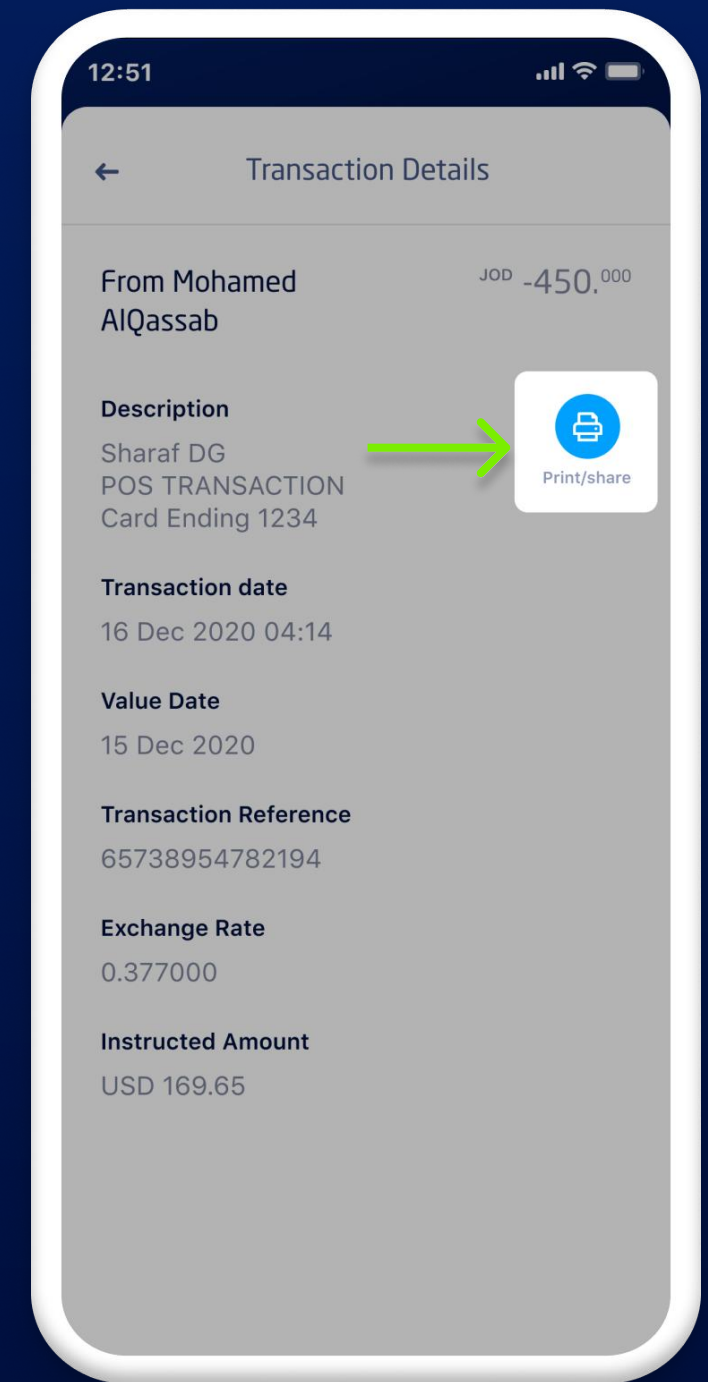 12:51
Transaction Details
From Mohamed JOD -450.000
AlQassab
Description
Sharaf DG
POS TRANSACTION
Card Ending 1234
Print/share
Transaction date
16 Dec 2020 04:14
Value Date
15 Dec 2020
Transaction Reference
65738954782194
Exchange Rate
0.377000
Instructed Amount
USD 169.65